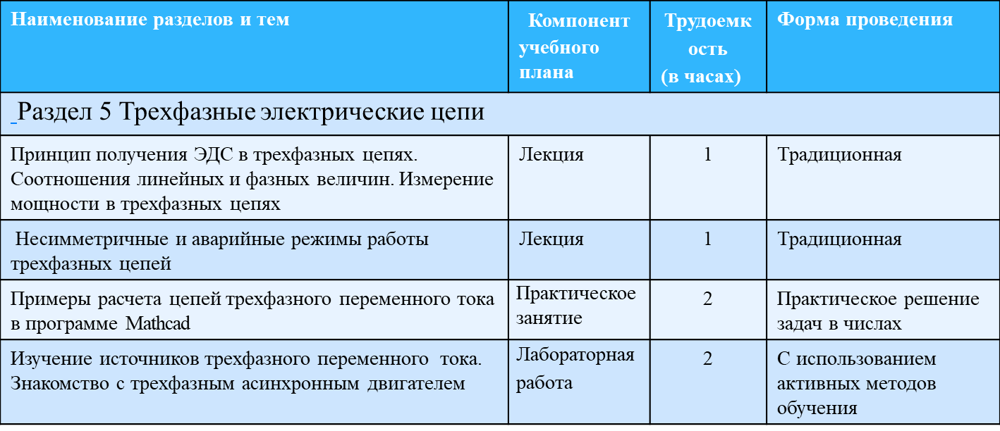 Наименование разделов и тем
Компонент
учебного
плана
Трудоемк
ость
(в часах)
Форма проведения
Раздел 5 Трехфазные электрические цепи
Принцип получения ЭДС в трехфазных цепях.
Соотношения линейных и фазных величин. Измерение
мощности в трехфазных цепях
Лекция
1
Традиционная
Несимметричные и аварийные режимы работы
трехфазных цепей
Лекция
1
Традиционная
Примеры расчета цепей трехфазного переменного тока
в программе Mathcad
Практическое
занятие
2
Практическое решение
задач в числах
Изучение источников трехфазного переменного тока.
Знакомство с трехфазным асинхронным двигателем
Лабораторная
работа
2
С использованием
активных методов
обучения